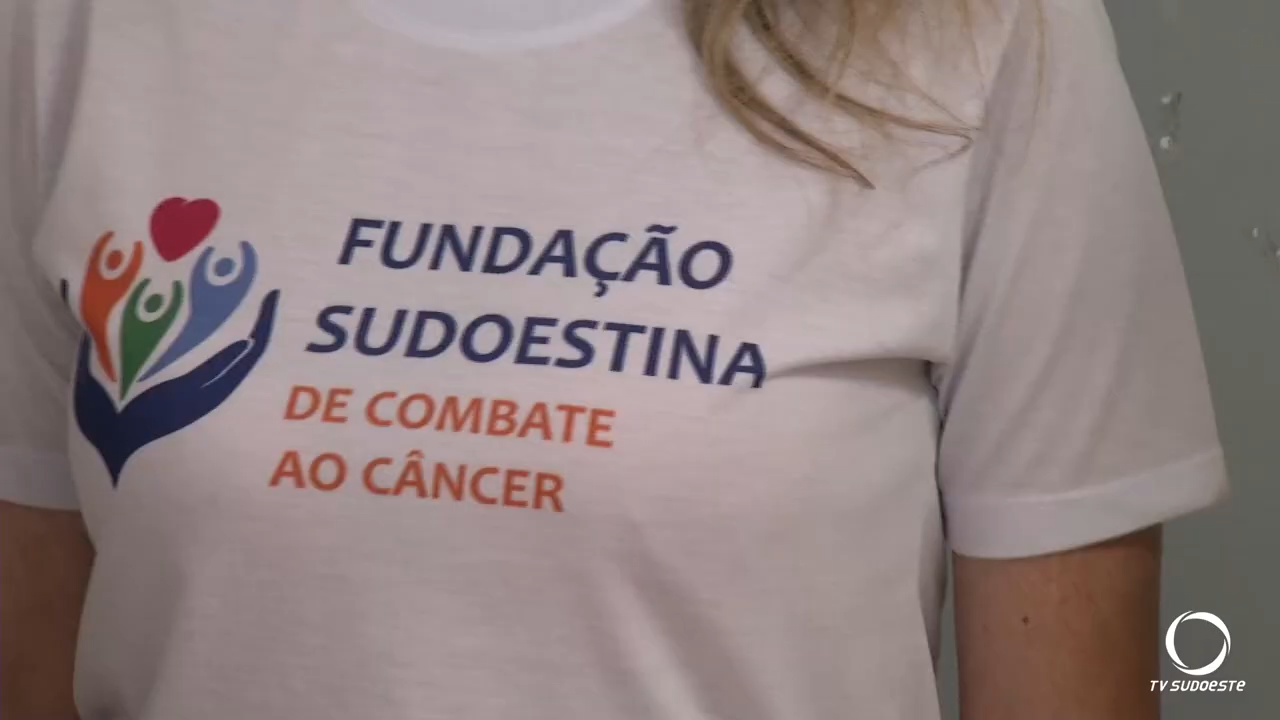 FUNDAÇÃO
SUDOESTINA
DE COMBATE
AO CÂNCER
TV SUDOESTE